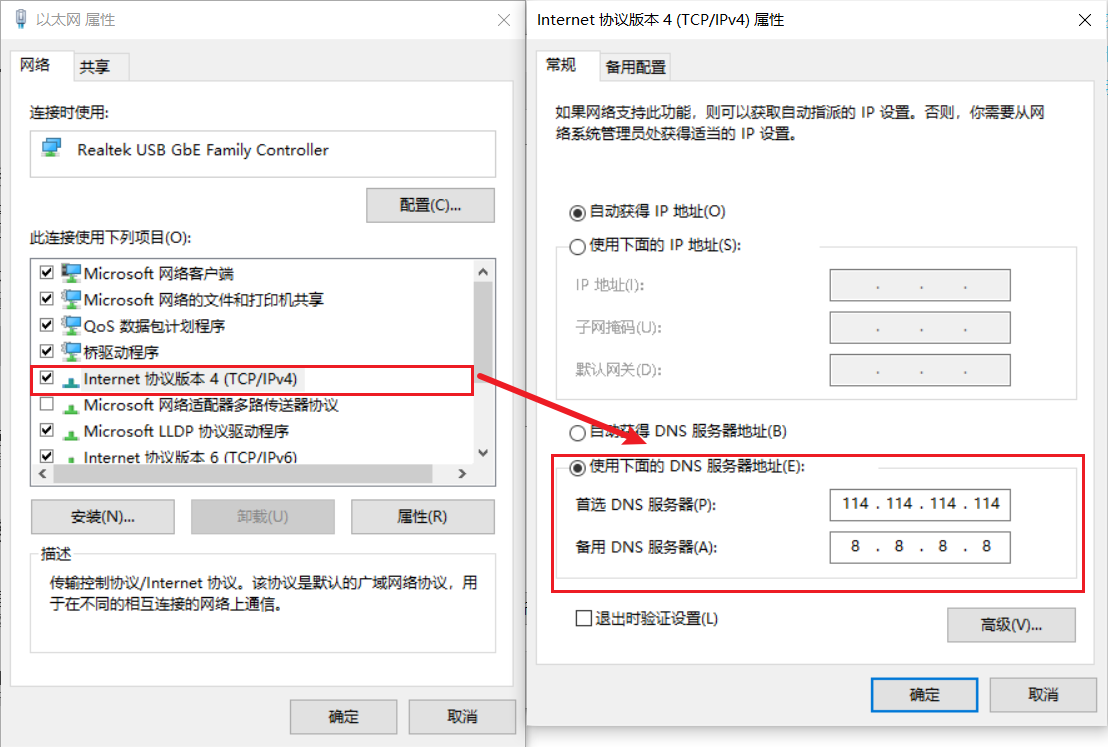 以太网 属性
网络
共享
连接时使用:
Realtek USB GbE Family Controller
配置(C)...
此连接使用下列项目(O):
Microsoft 网络客户端
Microsoft 网络的文件和打印机共享
QoS 数据包计划程序
桥驱动程序
Internet 协议版本 4 (TCP/IPv4)
Microsoft 网络适配器多路传送器协议
Microsoft LLDP 协议驱动程序
Internet 协议版本 6 (TCP/IPv6)
安装(N)...
卸载(U)
属性(R)
描述
传输控制协议/Internet 协议。该协议是默认的广域网络协议，用
于在不同的相互连接的网络上通信。
确定
取消
Internet 协议版本 4 (TCP/IPv4) 属性
常规
备用配置
如果网络支持此功能，则可以获取自动指派的 IP 设置。否则，你需要从网
络系统管理员处获得适当的 IP 设置。
自动获得 IP 地址(O)
使用下面的 IP 地址(S):
IP 地址(I):
子网掩码(U):
默认网关(D):
自动获得 DNS 服务器地址(B)
使用下面的 DNS 服务器地址(E):
首选 DNS 服务器(P):
114 . 114 . 114 . 114
备用 DNS 服务器(A):
8 . 8 . 8 . 8
退出时验证设置(L)
高级(V)...
确定
取消